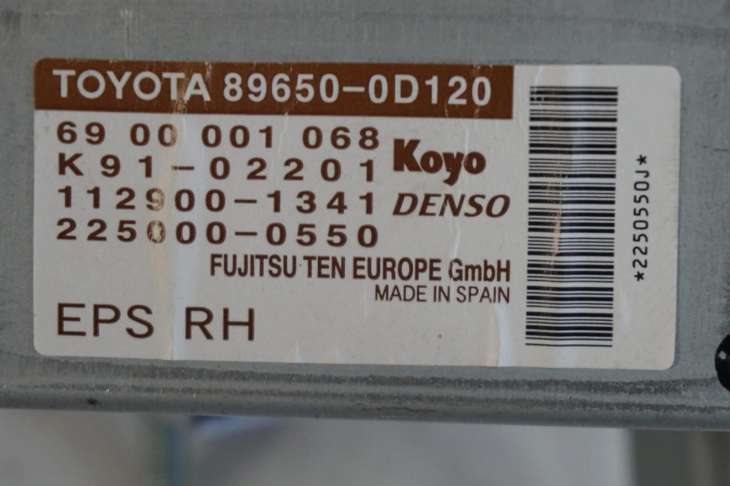 TOYOTA 89650-0D120
69 00 001 068
K91-02201 Koyo
112900-1341 DENSO
225000-0550
FUJITSU TEN EUROPE GmbH
MADE IN SPAIN
EPS RH
*2250550J*